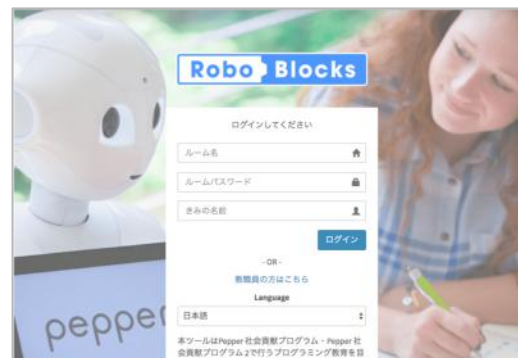 Robo Blocks
ログインしてください
ルーム名
ルームパスワード
きみの名前
ログイン
- OR -
教職員の方はこちら
Language
日本語
pepper
本ツールはPepper 社会貢献プログラム・Pepper 社
会貢献プログラム 2で行うプログラミング教育を目